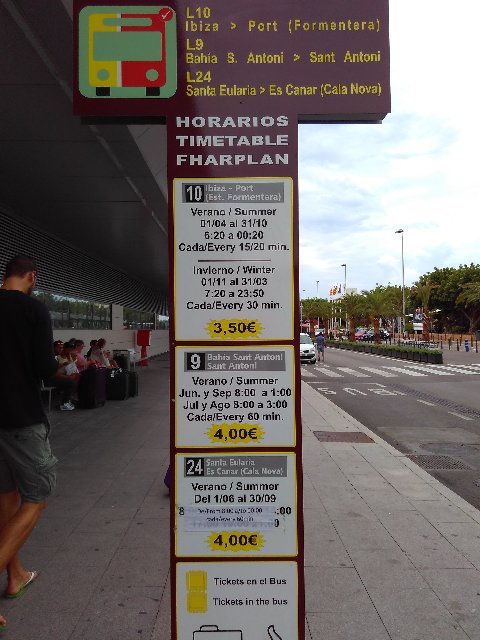 L10
Ibiza > Port (Formentera)
L9
Bahía S. Antoni > Sant Antoni
L24
Santa Eularia > Es Canar (Cala Nova)
HORARIOS
TIMETABLE
FHARPLAN
10 Ibiza - Port
(Est. Formentera)
Verano / Summer
01/04 al 31/10
6:20 a 00:20
Cada/Every 15/20 min.
Invierno / Winter
01/11 al 31/03
7:20 a 23:50
Cada/Every 30 min.
3,50€
9 Bahía Sant Antoni
Sant Antoni
Verano / Summer
Jun. y Sep 8:00 a 1:00
Jul y Ago 8:00 a 3:00
Cada/Every 60 min.
4,00€
24 Santa Eularia
Es Canar (Cala Nova)
Verano / Summer
Del 1/06 al 30/09
8 :00
cada/every 60min.
4,00€
Tickets en el Bus
Tickets in the bus